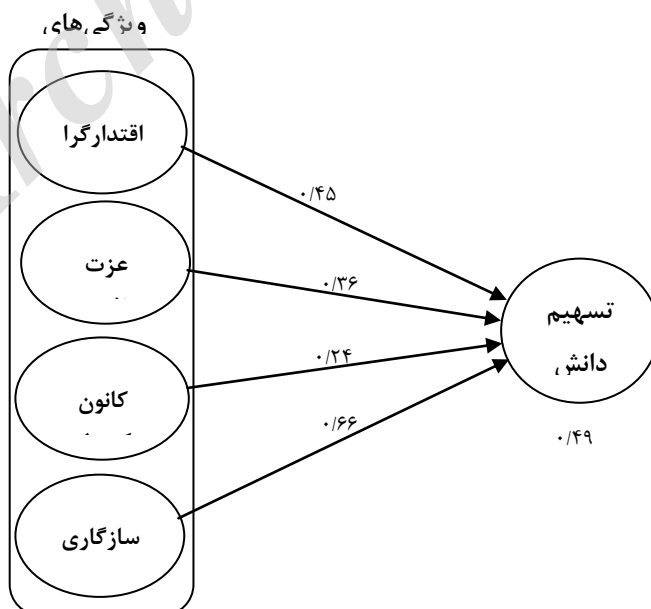 ویژگی‌های
اقتدارگرا
۰/۴۵
عزت
۰/۳۶
تسهیم
دانش
۰/۲۴
کانون
۰/۶۶
۰/۴۹
سازگاری